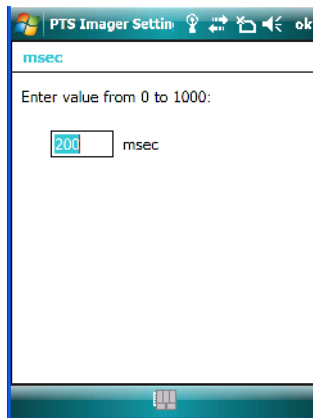 PTS Imager Settin ok
msec
Enter value from 0 to 1000:
200 msec